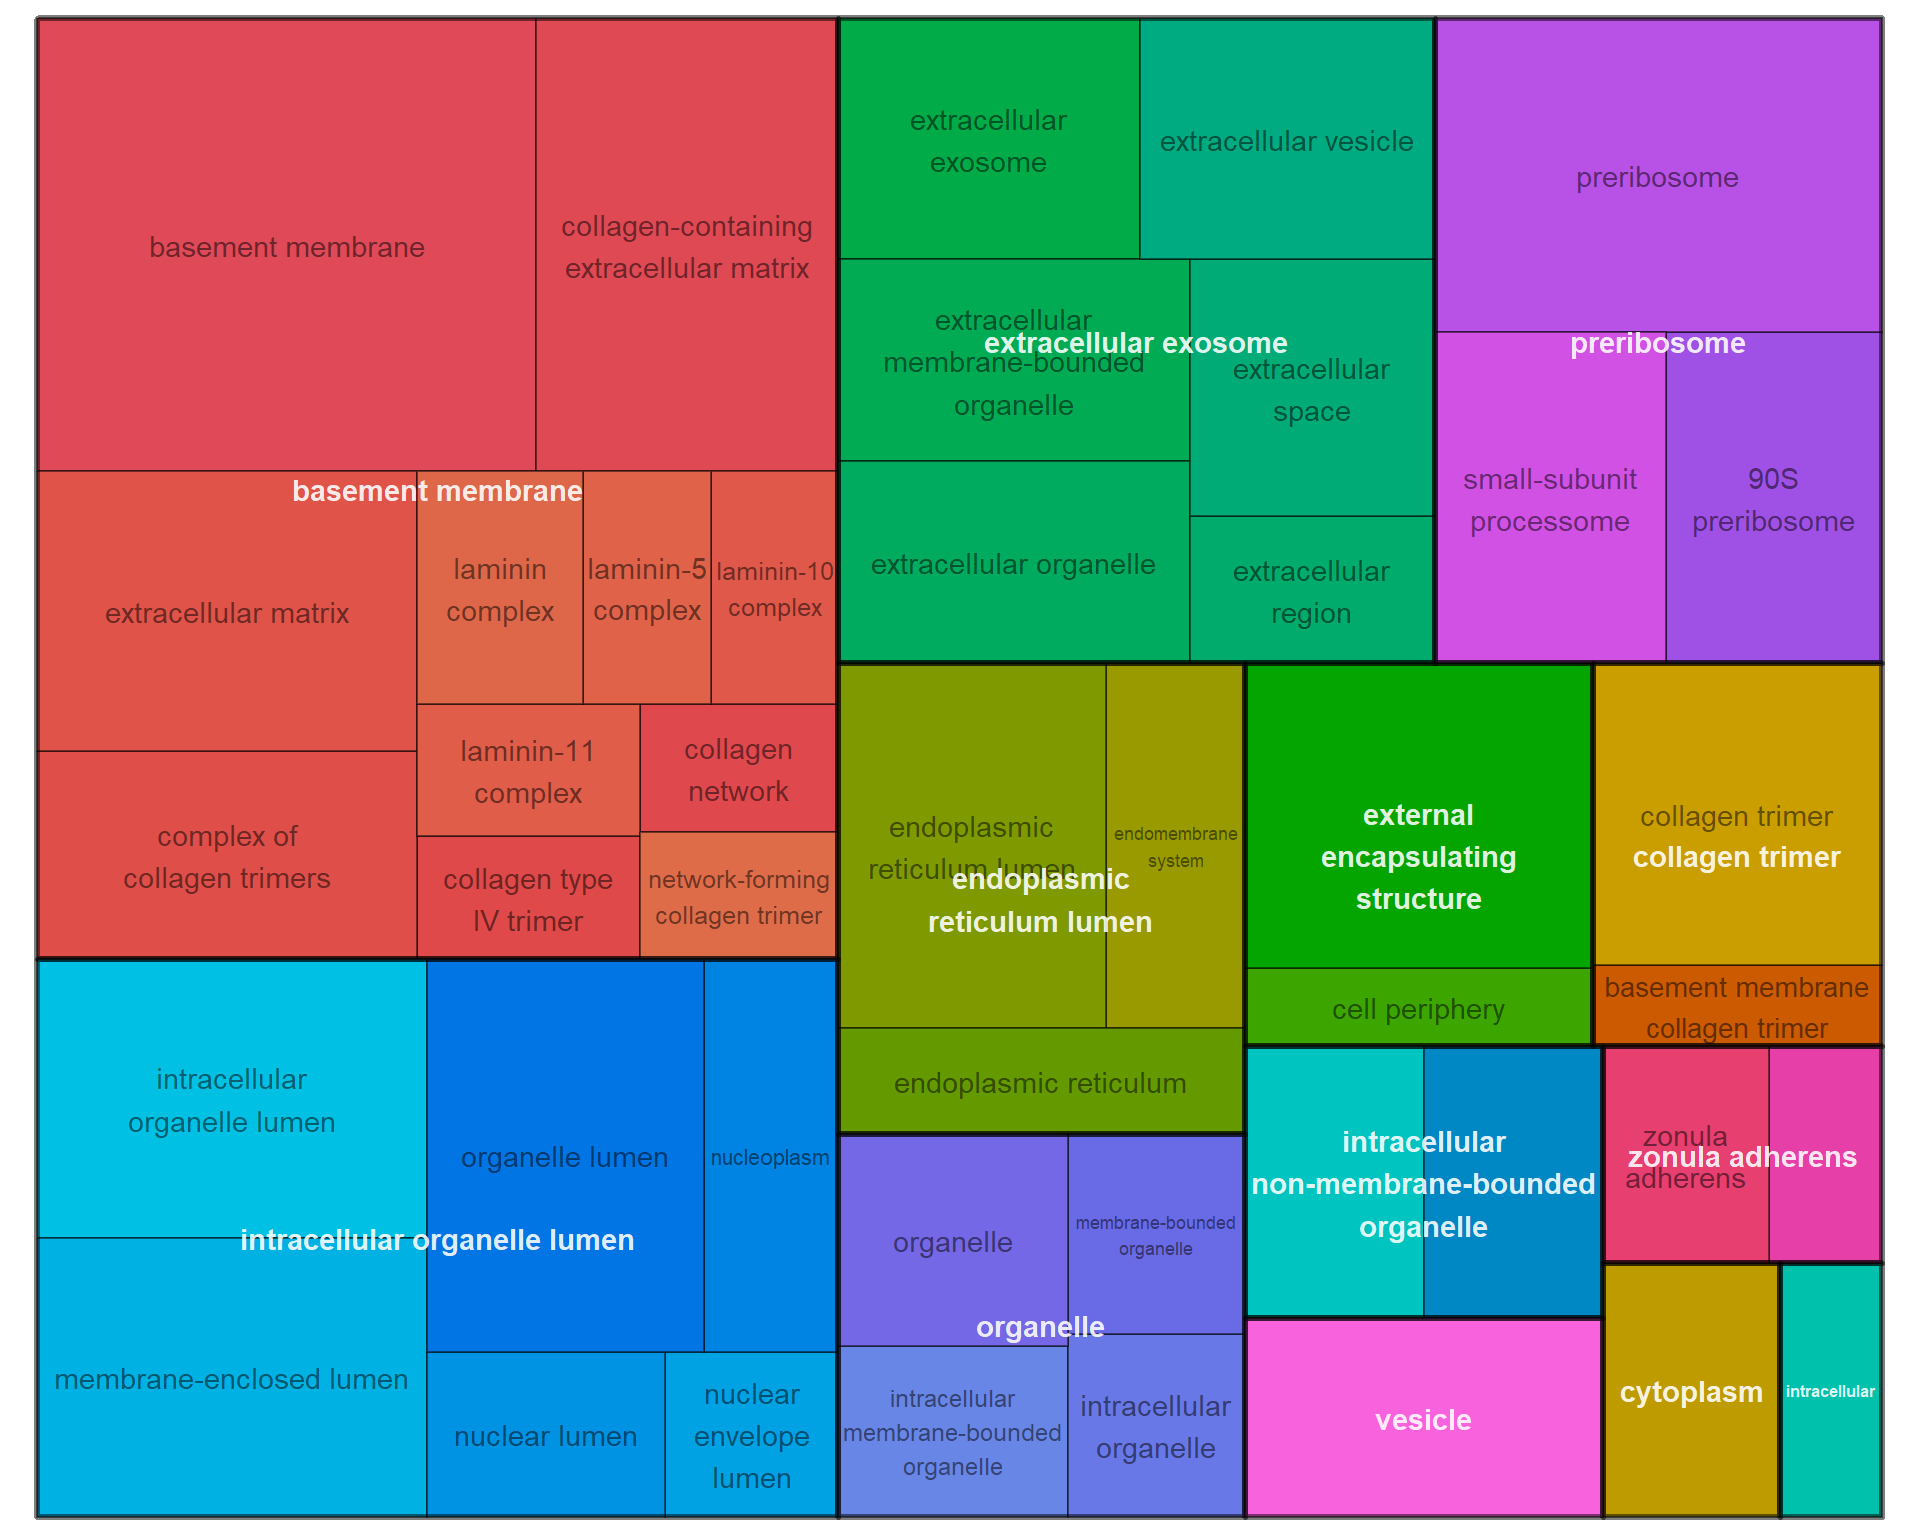 basement membrane
collagen-containing
extracellular matrix
basement membrane
extracellular matrix
laminin
complex
laminin-5
complex
laminin-10
complex
laminin-11
complex
collagen
network
complex of
collagen trimers
collagen type
IV trimer
network-forming
collagen trimer
extracellular
exosome
extracellular vesicle
extracellular
membrane-bounded
organelle
extracellular exosome
extracellular
space
extracellular organelle
extracellular
region
preribosome
preribosome
small-subunit
processome
90S
preribosome
endoplasmic
reticulum lumen
endomembrane
system
endoplasmic
reticulum lumen
endoplasmic reticulum
external
encapsulating
structure
cell periphery
collagen trimer
collagen trimer
basement membrane
collagen trimer
intracellular
organelle lumen
organelle lumen
nucleoplasm
intracellular organelle lumen
membrane-enclosed lumen
nuclear lumen
nuclear
envelope
lumen
organelle
membrane-bounded
organelle
organelle
intracellular
membrane-bounded
organelle
intracellular
organelle
intracellular
non-membrane-bounded
organelle
zonula
adherens
zonula adherens
vesicle
cytoplasm
intracellular